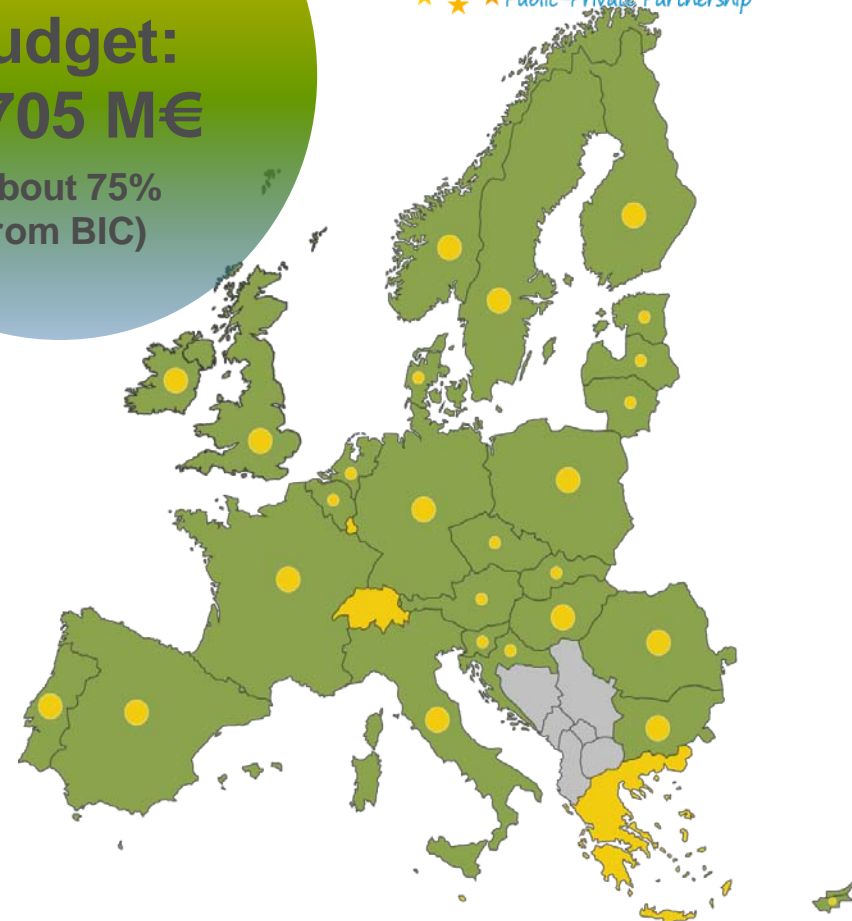 Public-Private Partnership
udget:
705 M€
bout 75%
rom BIC)